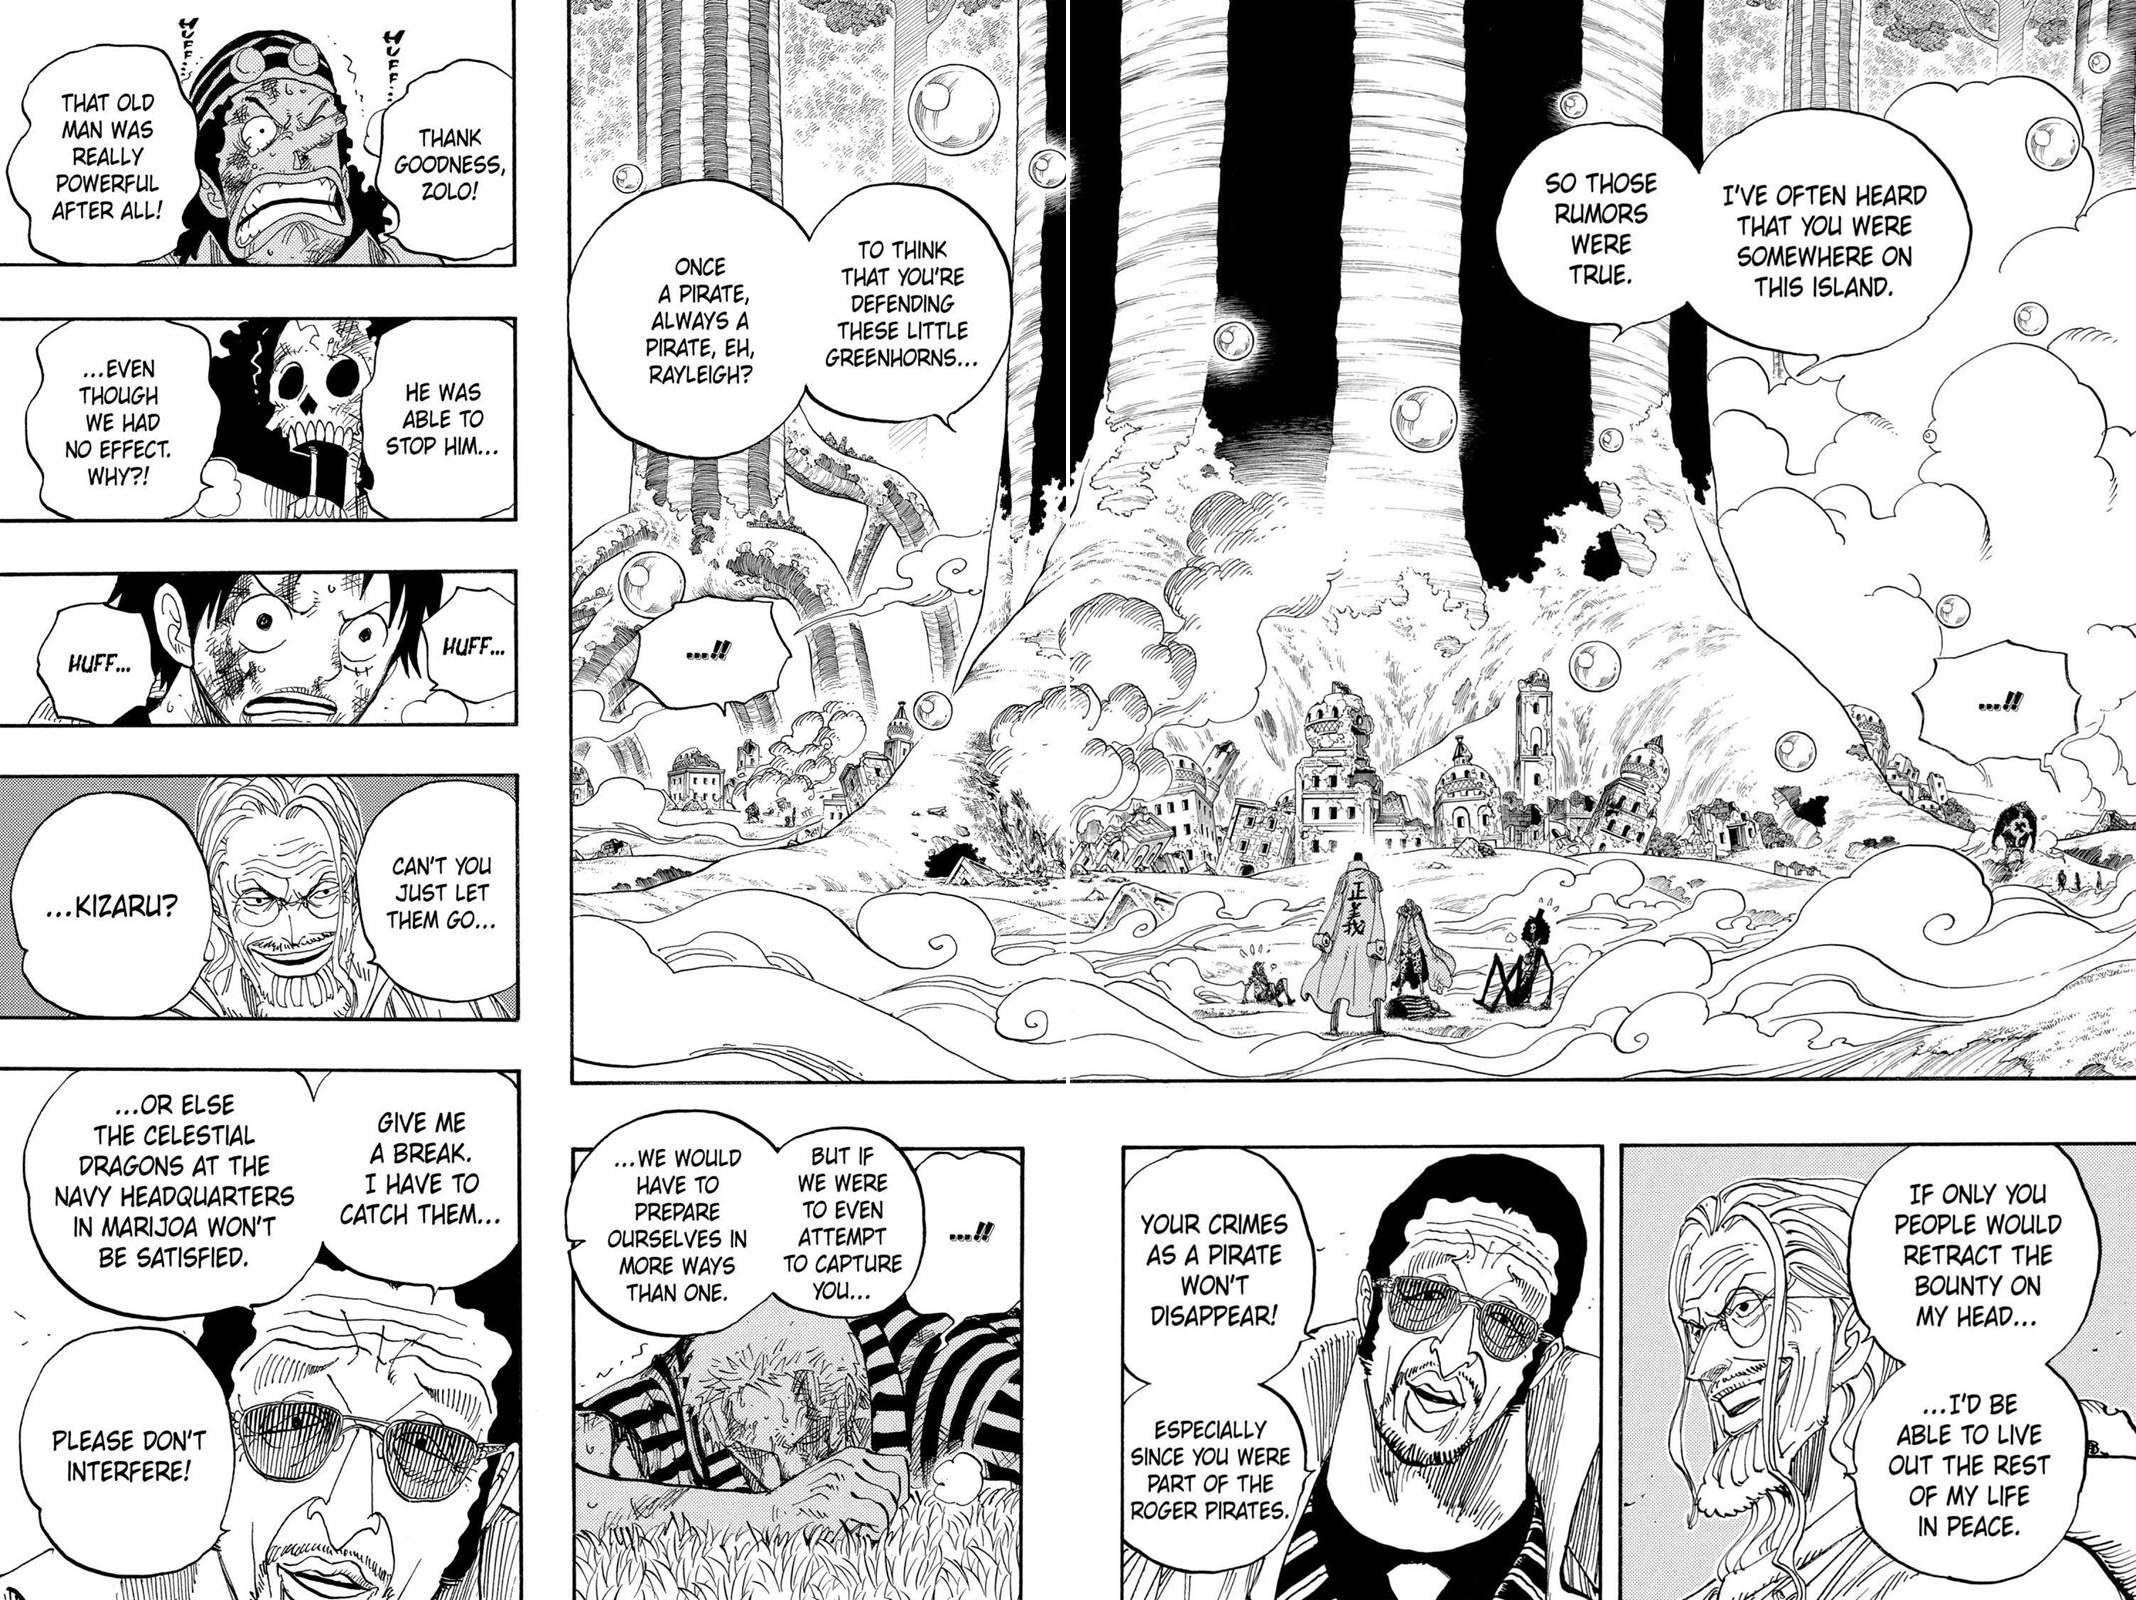 I'VE OFTEN HEARD
THAT YOU WERE
SOMEWHERE ON
THIS ISLAND.
SO THOSE
RUMORS
WERE
TRUE.
TO THINK
THAT YOU'RE
DEFENDING
THESE LITTLE
GREENHORNS...
ONCE
A PIRATE,
ALWAYS A
PIRATE, EH,
RAYLEIGH?
...!!
...!!
正義
IF ONLY YOU
PEOPLE WOULD
RETRACT THE
BOUNTY ON
MY HEAD...
...I'D BE
ABLE TO LIVE
OUT THE REST
OF MY LIFE
IN PEACE.
YOUR CRIMES
AS A PIRATE
WON'T
DISAPPEAR!
ESPECIALLY
SINCE YOU WERE
PART OF THE
ROGER PIRATES.
...!!
BUT IF
WE WERE
TO EVEN
ATTEMPT
TO CAPTURE
YOU...
...WE WOULD
HAVE TO
PREPARE
OURSELVES IN
MORE WAYS
THAN ONE.
HUFF...
HUFF...
THANK
GOODNESS,
ZOLO!
THAT OLD
MAN WAS
REALLY
POWERFUL
AFTER ALL!
HE WAS
ABLE TO
STOP HIM...
...EVEN
THOUGH
WE HAD
NO EFFECT.
WHY?!
HUFF...
HUFF...
CAN'T YOU
JUST LET
THEM GO...
...KIZARU?
GIVE ME
A BREAK.
I HAVE TO
CATCH THEM...
...OR ELSE
THE CELESTIAL
DRAGONS AT THE
NAVY HEADQUARTERS
IN MARIJOA WON'T
BE SATISFIED.
PLEASE DON'T
INTERFERE!